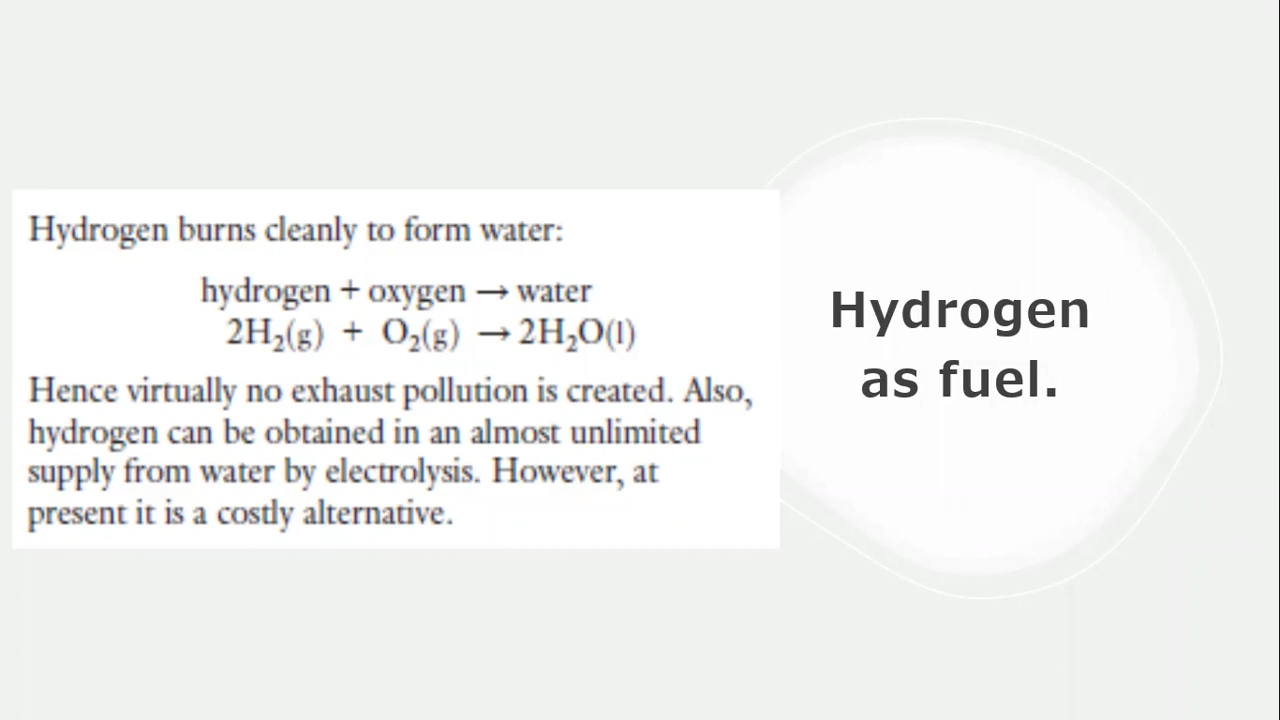 Hydrogen burns cleanly to form water:
hydrogen + oxygen → water
2H₂(g) + O₂(g) → 2H₂O(l)
Hence virtually no exhaust pollution is created. Also,
hydrogen can be obtained in an almost unlimited
supply from water by electrolysis. However, at
present it is a costly alternative.
Hydrogen
as fuel.